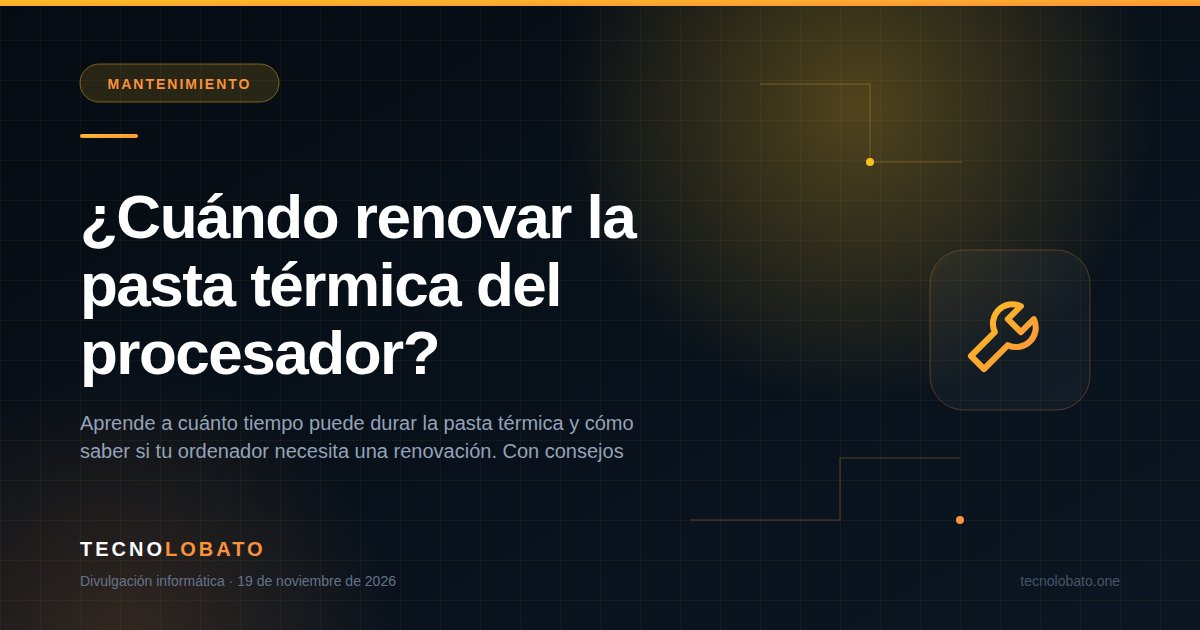 MANTENIMIENTO
¿Cuándo renovar la
pasta térmica del
procesador?
Aprende a cuánto tiempo puede durar la pasta térmica y cómo
saber si tu ordenador necesita una renovación. Con consejos
TECNOLOBATO
Divulgación informática · 19 de noviembre de 2026
tecnolobato.one